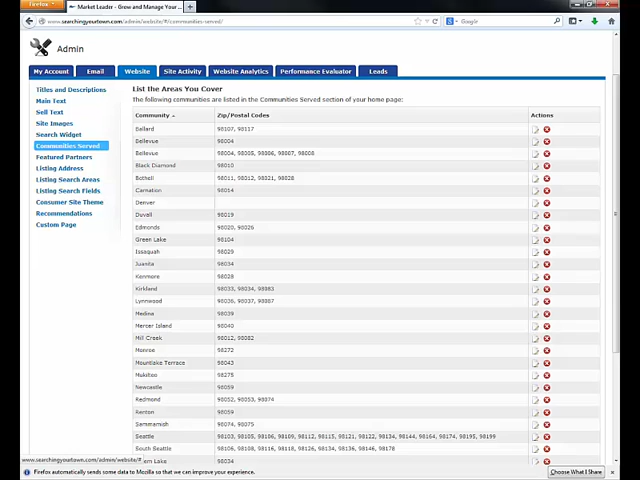 Firefox
Market Leader - Grow and Manage Your ...
www.searchingyourtown.com/admin/website/#/communities-served/
Google
Admin
My Account Email Website Site Activity Website Analytics Performance Evaluator Leads
Titles and Descriptions
Main Text
Sell Text
Site Images
Search Widget
Communities Served
Featured Partners
Listing Address
Listing Search Areas
Listing Search Fields
Consumer Site Theme
Recommendations
Custom Page
List the Areas You Cover
The following communities are listed in the Communities Served section of your home page:
Community Zip/Postal Codes Actions
Ballard 98107, 98117
Bellevue 98004
Bellevue 98004, 98005, 98006, 98007, 98008
Black Diamond 98010
Bothell 98011, 98012, 98021, 98028
Carnation 98014
Denver
Duvall 98019
Edmonds 98020, 98026
Green Lake 98104
Issaquah 98029
Juanita 98034
Kenmore 98028
Kirkland 98033, 98034, 98083
Lynnwood 98036, 98037, 98087
Medina 98039
Mercer Island 98040
Mill Creek 98012, 98082
Monroe 98272
Mountlake Terrace 98043
Mukilteo 98275
Newcastle 98059
Redmond 98052, 98053, 98074
Renton 98059
Sammamish 98074, 98075
Seattle 98103, 98105, 98106, 98109, 98112, 98115, 98121, 98122, 98134, 98144, 98164, 98174, 98195, 98199
South Seattle 98106, 98108, 98118, 98126, 98134, 98136, 98146, 98178
Lake 98034
www.searchingyourtown.com/admin/website/#
Firefox automatically sends some data to Mozilla so that we can improve your experience.
Choose What I Share